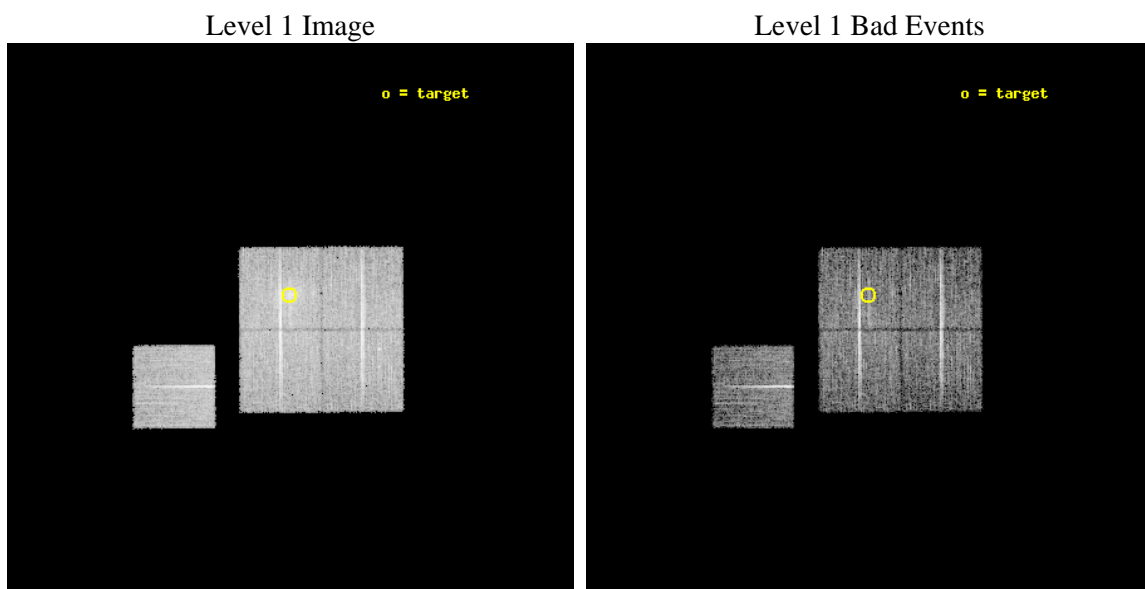 Level 1 Image
Level 1 Bad Events
o = target
o = target